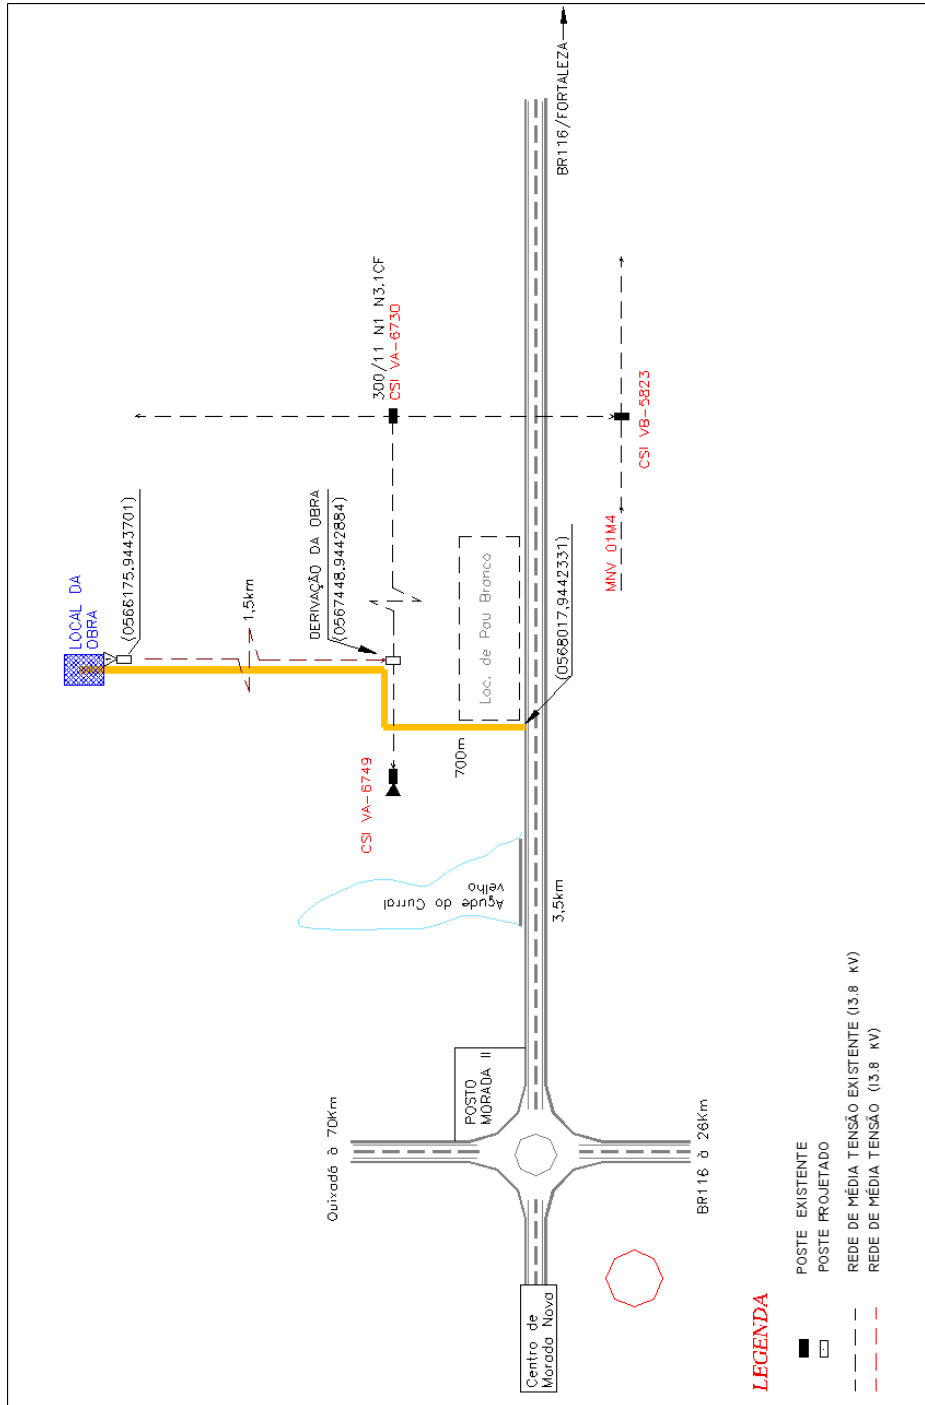 BR116/FORTALEZA
300/11 N1 N3.1CF
CSI VA-6730
CSI VB-5823
MNV 01M4
LOCAL DA
OBRA
(0566175.9443701)
1,5km
DERIVAÇÃO DA OBRA
(0567448.9442884)
Loc. de Pau Branco
(0568017.9442331)
700m
CSI VA-6749
Açude do Curral
velho
3,5km
POSTO
MORADA II
Quixadá à 70Km
BR116 à 26Km
Centro de
Morada Nova
LEGENDA
POSTE EXISTENTE
POSTE PROJETADO
REDE DE MÉDIA TENSÃO EXISTENTE (13.8 KV)
REDE DE MÉDIA TENSÃO (13.8 KV)